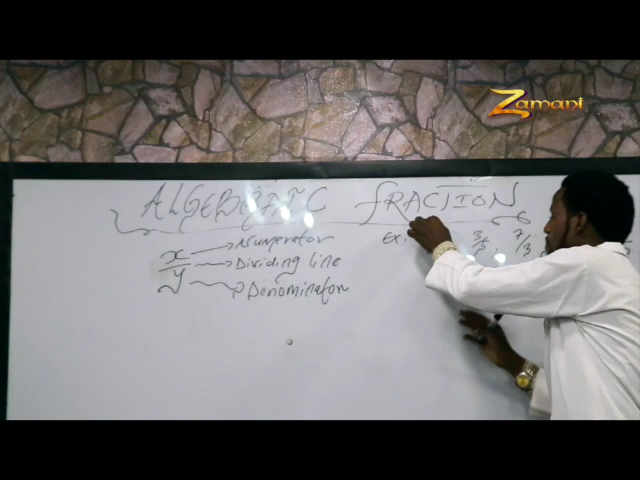 Zamani
ALGEBRAIC FRACTION
x → Numerator
— → Dividing line
y → Denominator
Ex: 3/5, 7/3